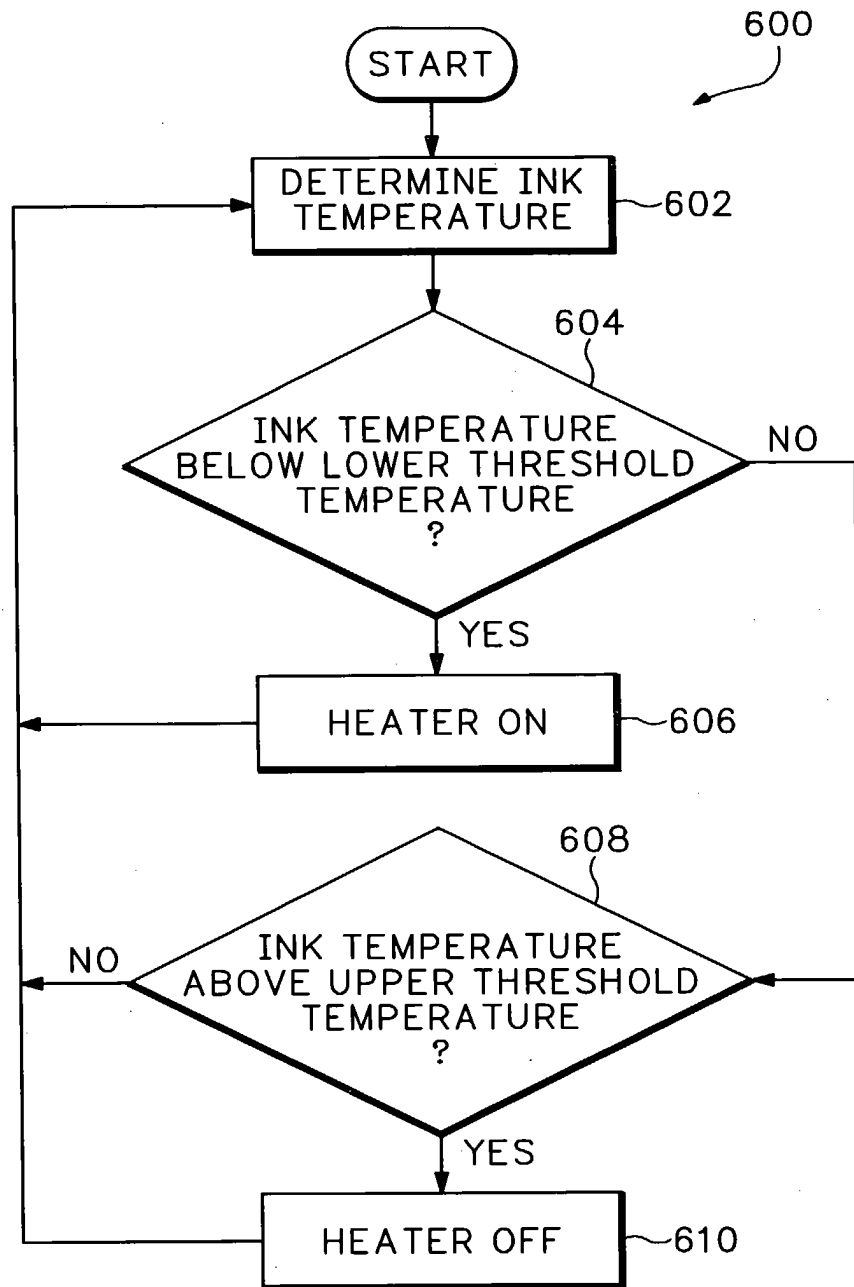 600
START
DETERMINE INK
TEMPERATURE
602
604
INK TEMPERATURE
BELOW LOWER THRESHOLD
TEMPERATURE
?
NO
YES
HEATER ON
606
608
INK TEMPERATURE
ABOVE UPPER THRESHOLD
TEMPERATURE
?
NO
YES
HEATER OFF
610